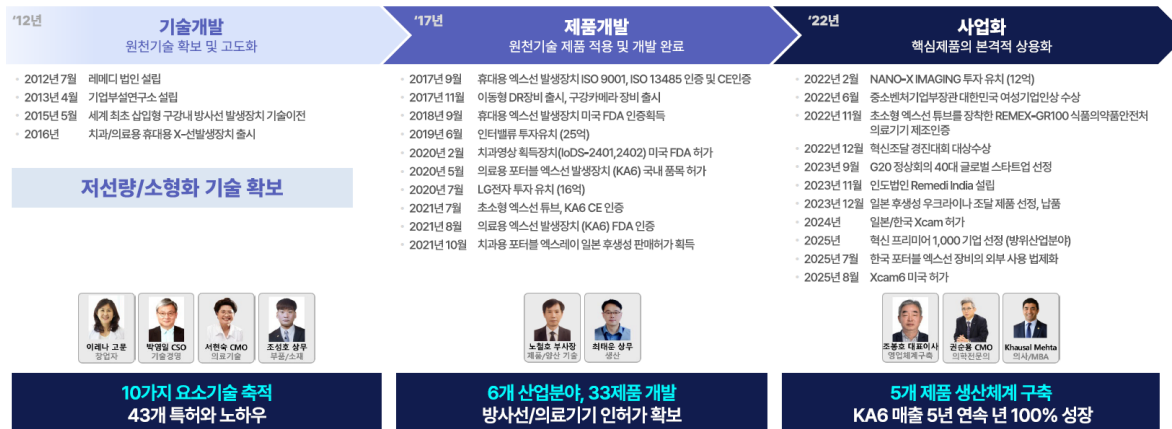 ‘12년
기술개발
원천기술 확보 및 고도화
2012년 7월 레메디 법인 설립
2013년 4월 기업부설연구소 설립
2015년 5월 세계 최초 삽입형 구강내 방사선 발생장치 기술이전
2016년 치과/의료용 휴대용 X-선발생장치 출시
저선량/소형화 기술 확보
이레나 고문
창업자
박영일 CSO
기술경영
서현숙 CMO
의료기술
조성호 상무
부품/소재
10가지 요소기술 축적
43개 특허와 노하우
‘17년
제품개발
원천기술 제품 적용 및 개발 완료
2017년 9월 휴대용 엑스선 발생장치 ISO 9001, ISO 13485 인증 및 CE인증
2017년 11월 이동형 DR장비 출시, 구강카메라 장비 출시
2018년 9월 휴대용 엑스선 발생장치 미국 FDA 인증획득
2019년 6월 인터밸류 투자유치 (25억)
2020년 2월 치과영상 획득장치(IoDS-2401,2402) 미국 FDA 허가
2020년 5월 의료용 포터블 엑스선 발생장치 (KA6) 국내 품목 허가
2020년 7월 LG전자 투자 유치 (16억)
2021년 7월 초소형 엑스선 튜브, KA6 CE 인증
2021년 8월 의료용 엑스선 발생장치 (KA6) FDA 인증
2021년 10월 치과용 포터블 엑스레이 일본 후생성 판매허가 획득
노철호 부사장
제품/양산 기술
최태운 상무
생산
6개 산업분야, 33제품 개발
방사선/의료기기 인허가 확보
‘22년
사업화
핵심제품의 본격적 상용화
2022년 2월 NANO-X IMAGING 투자 유치 (12억)
2022년 6월 중소벤처기업부장관 대한민국 여성기업인상 수상
2022년 11월 초소형 엑스선 튜브를 장착한 REMEX-GR100 식품의약품안전처
의료기기 제조인증
2022년 12월 혁신조달 경진대회 대상수상
2023년 9월 G20 정상회의 40대 글로벌 스타트업 선정
2023년 11월 인도법인 Remedi India 설립
2023년 12월 일본 후생성 우크라이나 조달 제품 선정, 납품
2024년 일본/한국 Xcam 허가
2025년 혁신 프리미어 1,000 기업 선정 (방위산업분야)
2025년 7월 한국 포터블 엑스선 장비의 외부 사용 법제화
2025년 8월 Xcam6 미국 허가
조봉호 대표이사
영업체계구축
권순용 CMO
의학전문의
Khausal Mehta
의사/MBA
5개 제품 생산체계 구축
KA6 매출 5년 연속 년 100% 성장